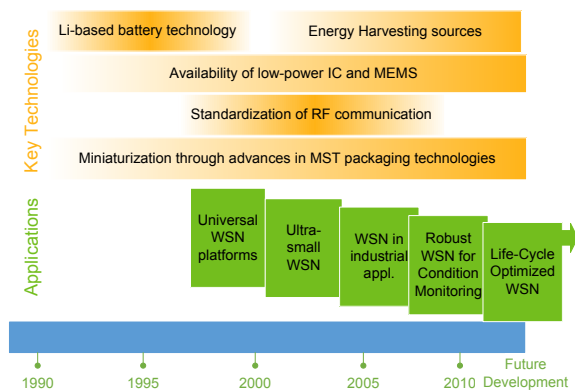 Key Technologies
Li-based battery technology
Energy Harvesting sources
Availability of low-power IC and MEMS
Standardization of RF communication
Miniaturization through advances in MST packaging technologies
Applications
Universal
WSN
platforms
Ultra-
small
WSN
WSN in
industrial
appl.
Robust
WSN for
Condition
Monitoring
Life-Cycle
Optimized
WSN
1990
1995
2000
2005
2010
Future
Development